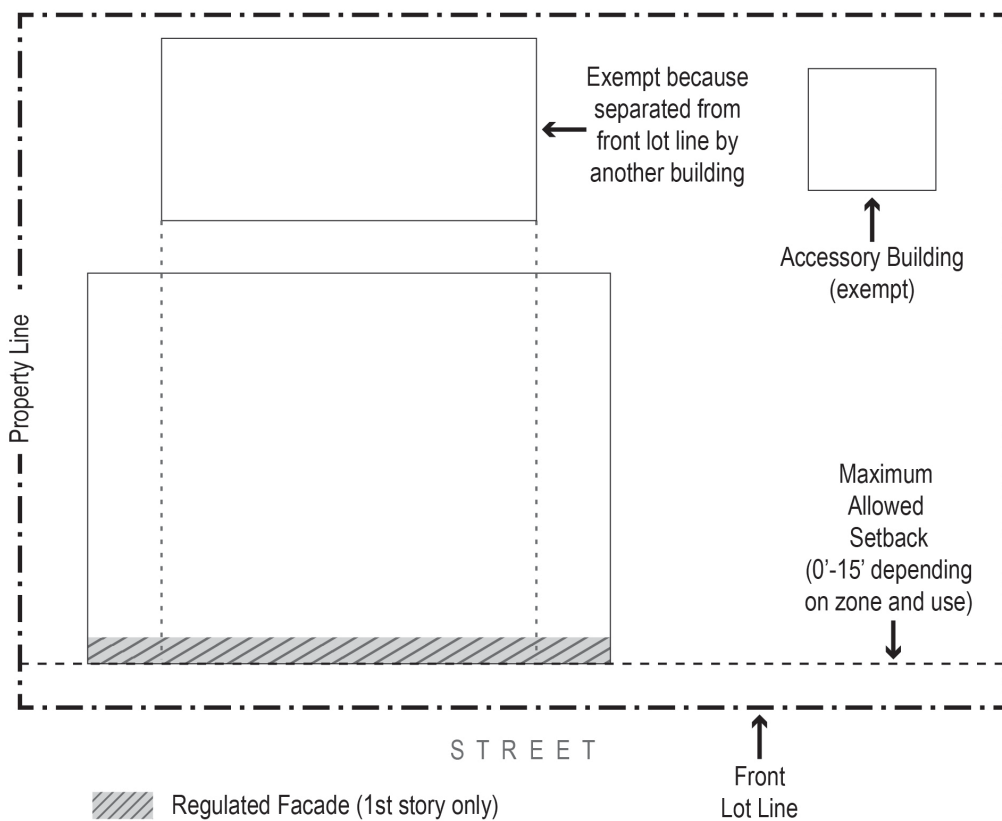 Exempt because
separated from
front lot line by
another building
Accessory Building
(exempt)
Property Line
Maximum
Allowed
Setback
(0’-15’ depending
on zone and use)
STREET
Front
Lot Line
Regulated Facade (1st story only)